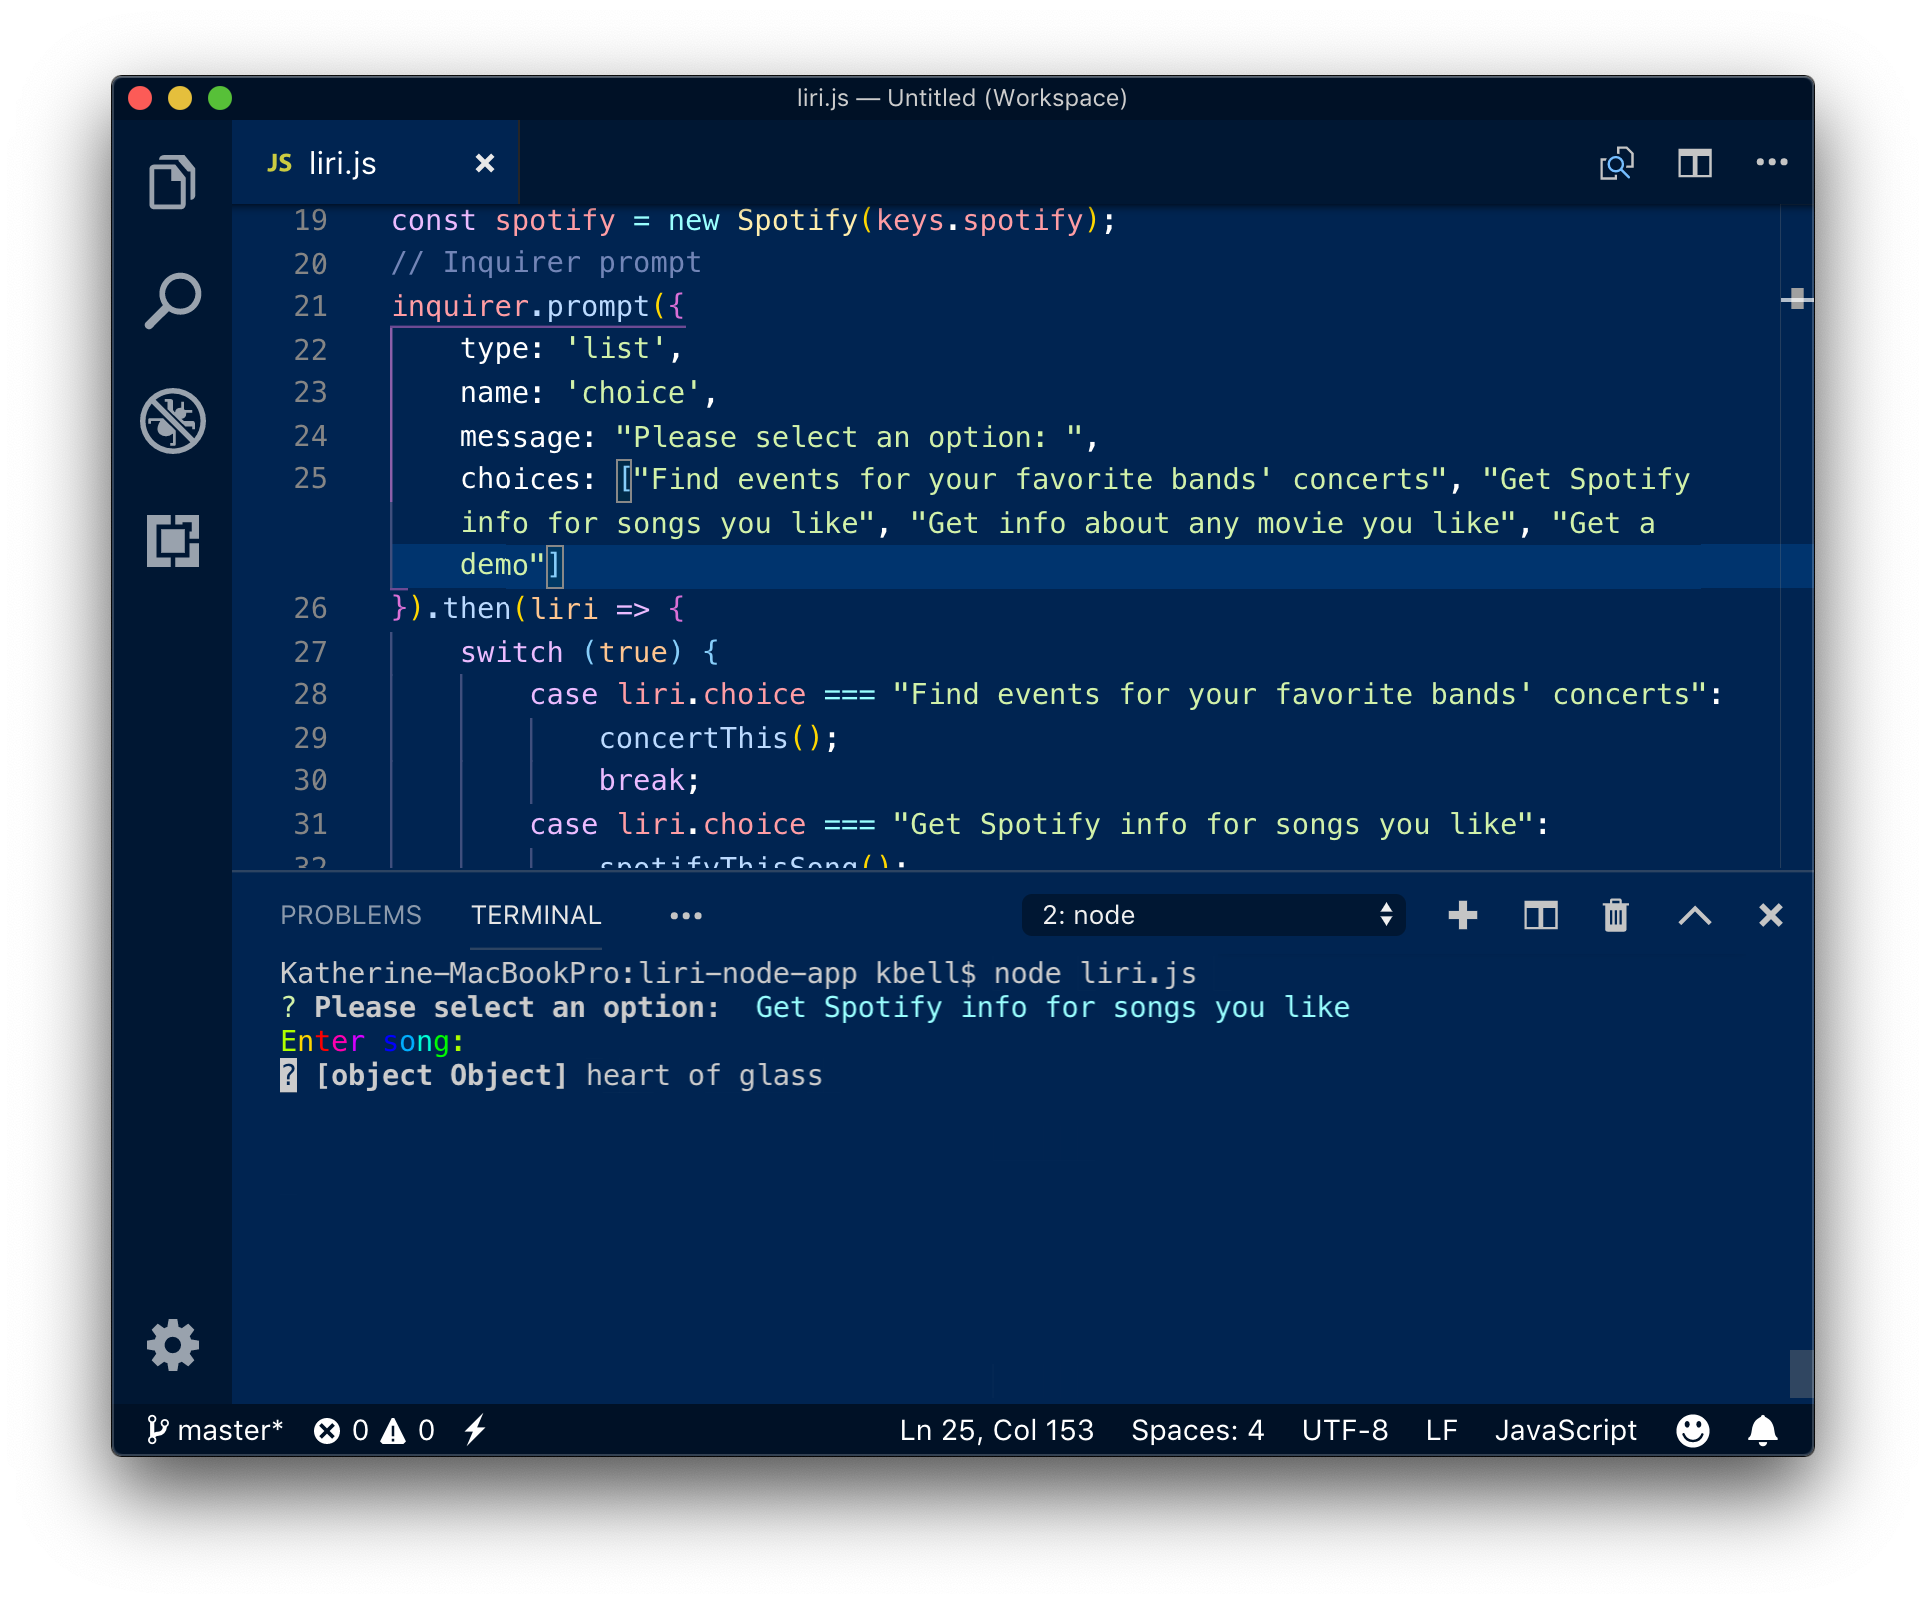 liri.js — Untitled (Workspace)
JS liri.js
19 const spotify = new Spotify(keys.spotify);
20 // Inquirer prompt
21 inquirer.prompt({
22 type: 'list',
23 name: 'choice',
24 message: "Please select an option: ",
25 choices: ["Find events for your favorite bands' concerts", "Get Spotify
info for songs you like", "Get info about any movie you like", "Get a
demo"]
26 }).then(liri => {
27 switch (true) {
28 case liri.choice === "Find events for your favorite bands' concerts":
29 concertThis();
30 break;
31 case liri.choice === "Get Spotify info for songs you like":
32 spotifyThisSong();
PROBLEMS TERMINAL ••• 2: node
Katherine-MacBookPro:liri-node-app kbell$ node liri.js
? Please select an option: Get Spotify info for songs you like
Enter song:
? [object Object] heart of glass
master* 0 0 Ln 25, Col 153 Spaces: 4 UTF-8 LF JavaScript